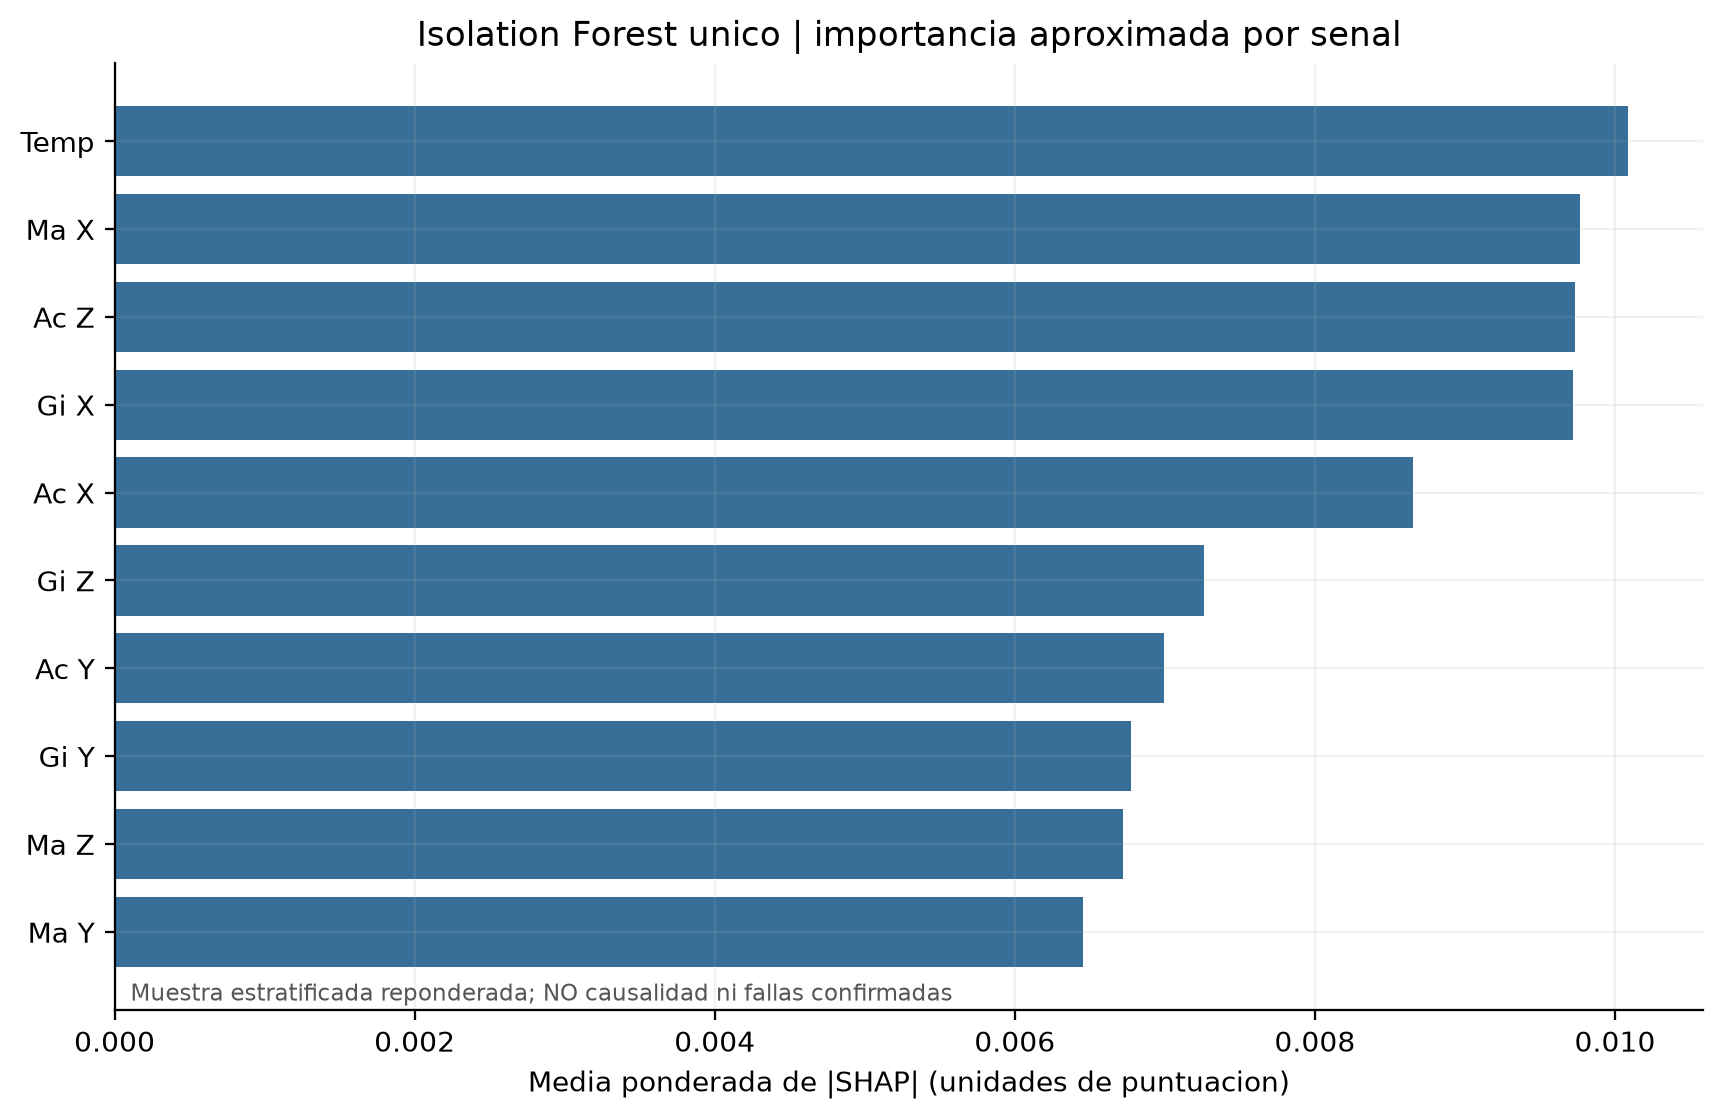 Isolation Forest unico | importancia aproximada por senal
Temp
Ma X
Ac Z
Gi X
Ac X
Gi Z
Ac Y
Gi Y
Ma Z
Ma Y
Muestra estratificada reponderada; NO causalidad ni fallas confirmadas
0.000 0.002 0.004 0.006 0.008 0.010
Media ponderada de |SHAP| (unidades de puntuacion)